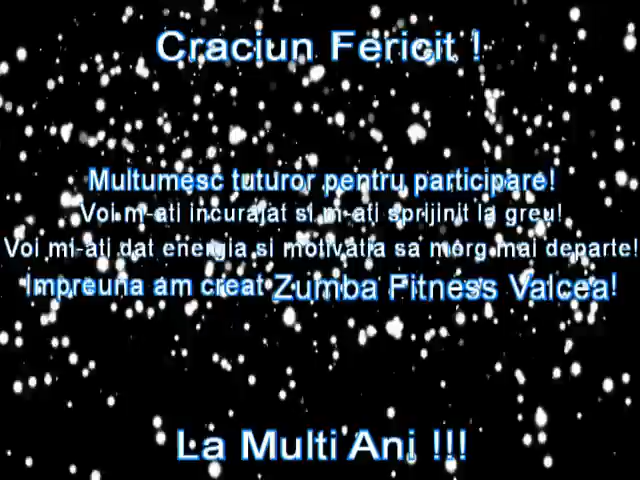 Craciun Fericit !
Multumesc tuturor pentru participare!
Voi m-ati incurajat si m-ati sprijinit la greu!
Voi mi-ati dat energia si motivatia sa merg mai departe!
Impreuna am creat Zumba Fitness Valcea!
La Multi Ani !!!